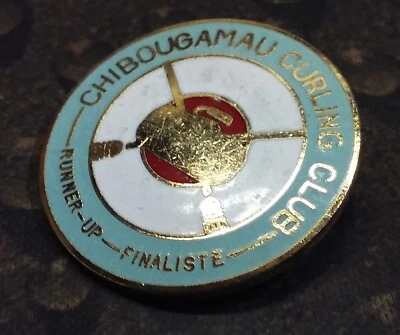 CHIBOUGAMAU CURLING CLUB
RUNNER-UP — FINALISTE